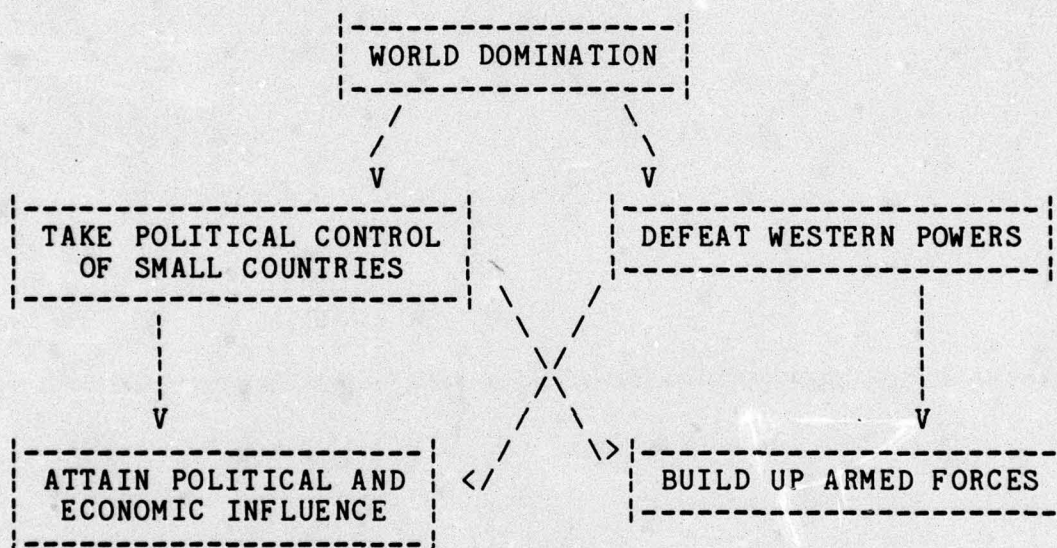 WORLD DOMINATION
TAKE POLITICAL CONTROL
OF SMALL COUNTRIES
DEFEAT WESTERN POWERS
ATTAIN POLITICAL AND
ECONOMIC INFLUENCE
BUILD UP ARMED FORCES